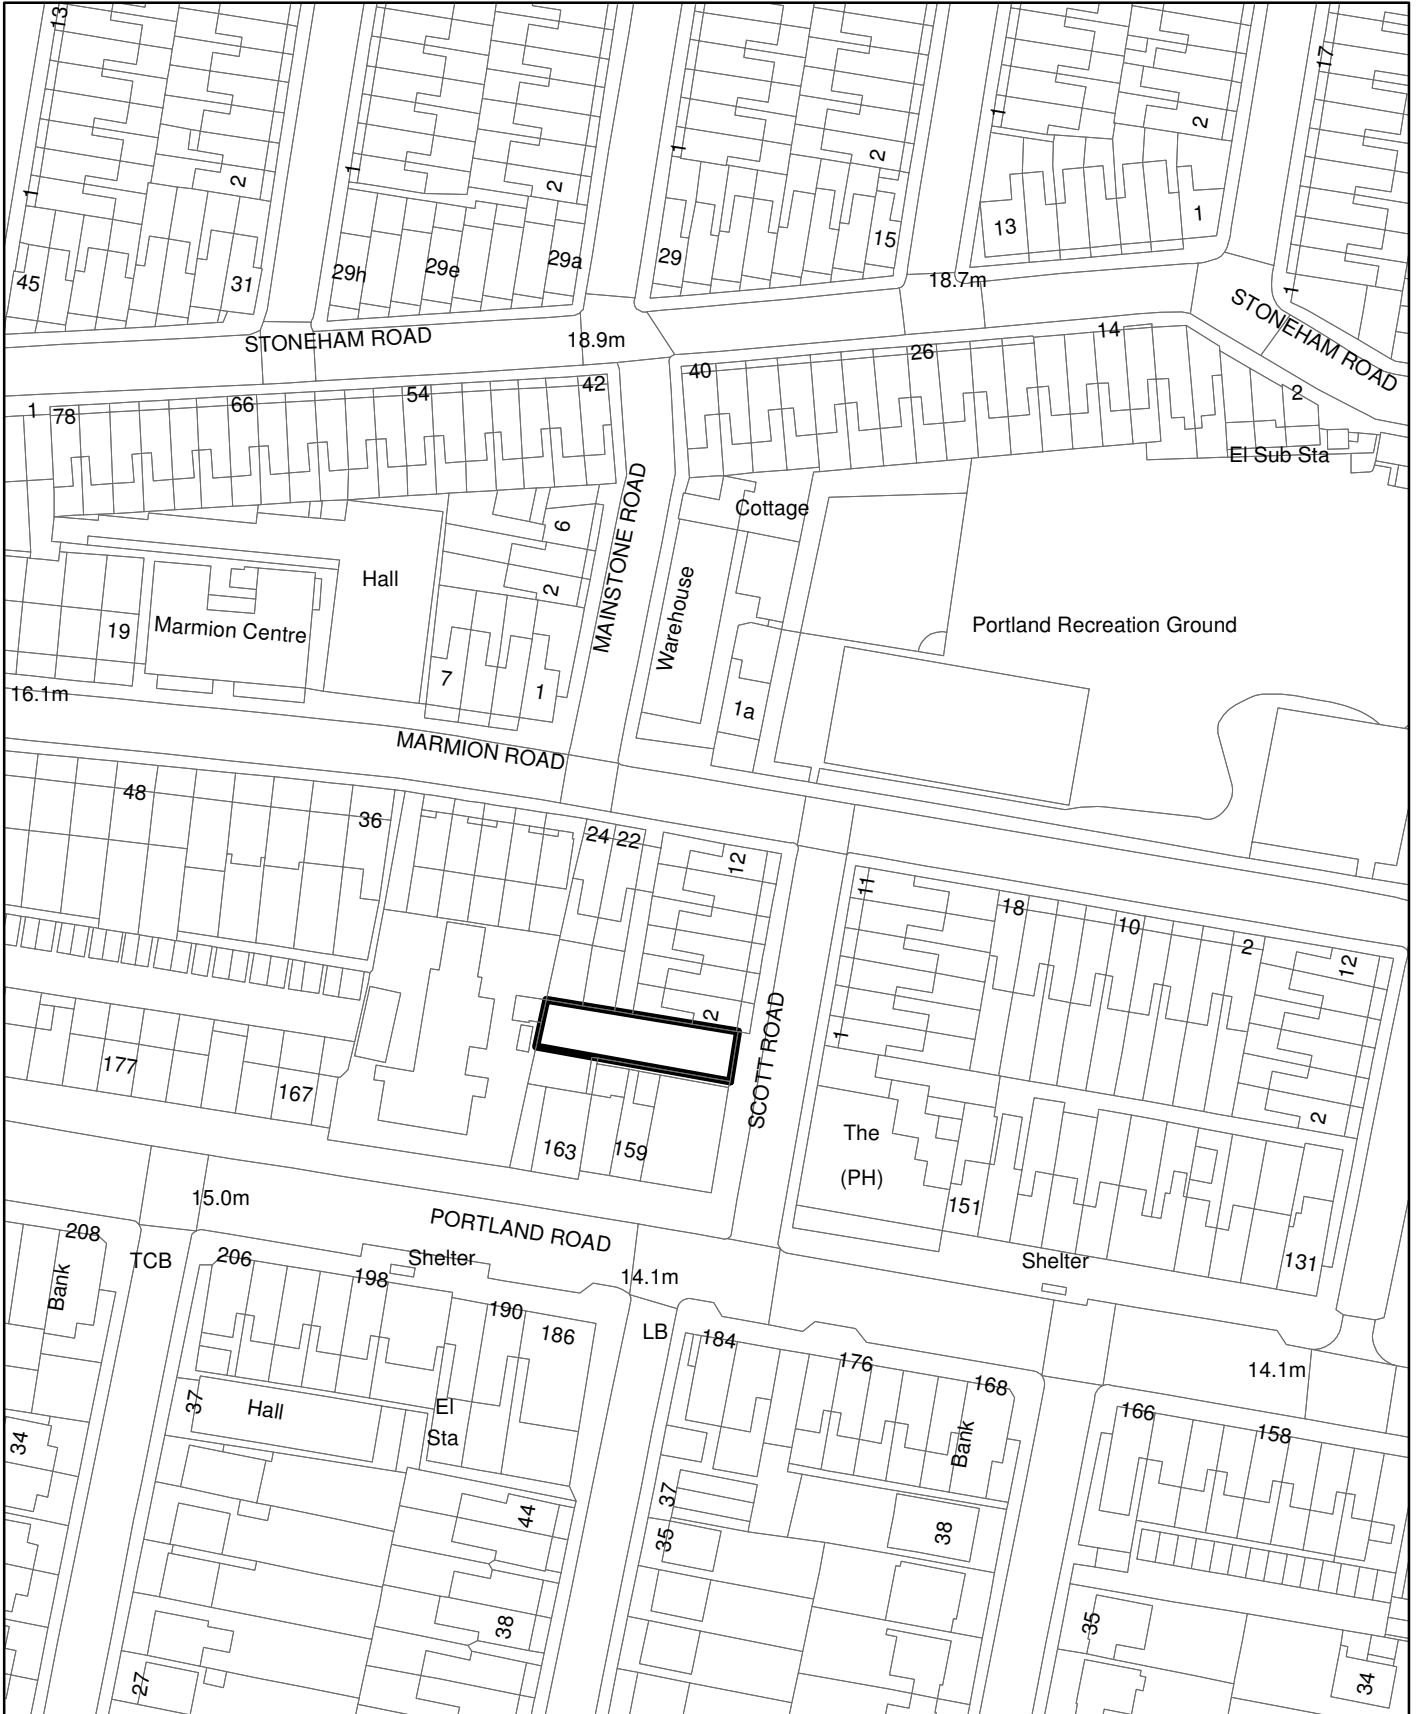 13
17
1
2
1
2
1
2
1
2
45
31
29h
29e
29a
29
15
13
1
1
18.7m
STONEHAM ROAD
18.9m
STONEHAM ROAD
1
78
66
54
42
40
26
14
2
El Sub Sta
Cottage
6
2
MAINSTONE ROAD
Hall
Warehouse
Portland Recreation Ground
19
Marmion Centre
7
1
1a
16.1m
MARMION ROAD
48
36
24
22
12
11
18
10
2
12
2
SCOTT ROAD
1
177
167
163
159
The
(PH)
151
2
131
15.0m
PORTLAND ROAD
208
TCB
206
Shelter
198
14.1m
Shelter
Bank
190
186
LB
184
176
168
14.1m
166
158
37
Hall
El
Sta
Bank
34
44
37
35
38
38
35
27
34